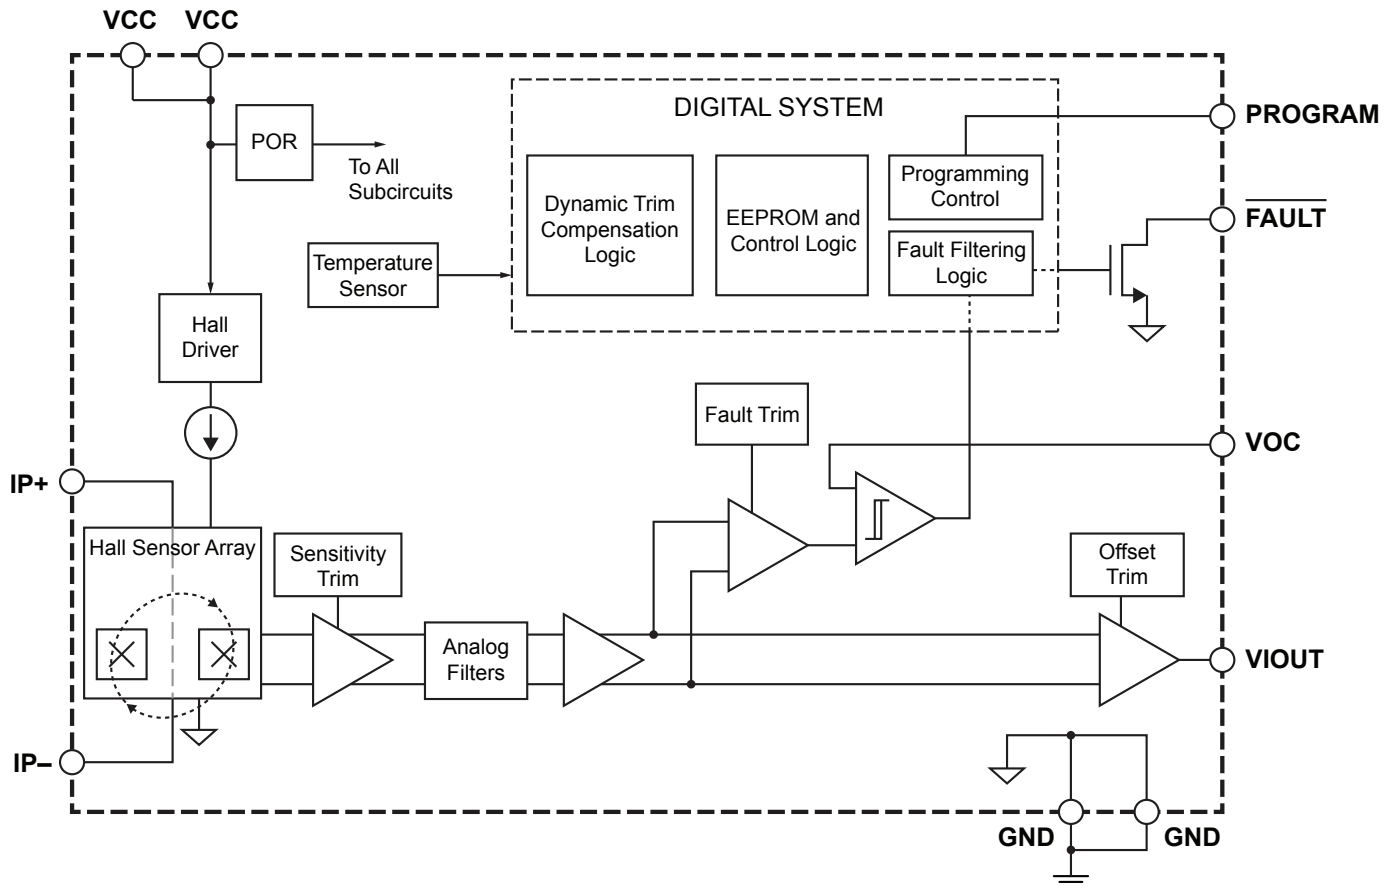 VCC VCC
DIGITAL SYSTEM
PROGRAM
POR
To All
Subcircuits
Programming
Control
Dynamic Trim
Compensation
Logic
EEPROM and
Control Logic
FAULT
Fault Filtering
Logic
Temperature
Sensor
Hall
Driver
Fault Trim
VOC
IP+
Hall Sensor Array
Sensitivity
Trim
Offset
Trim
Analog
Filters
VIOUT
IP–
GND GND